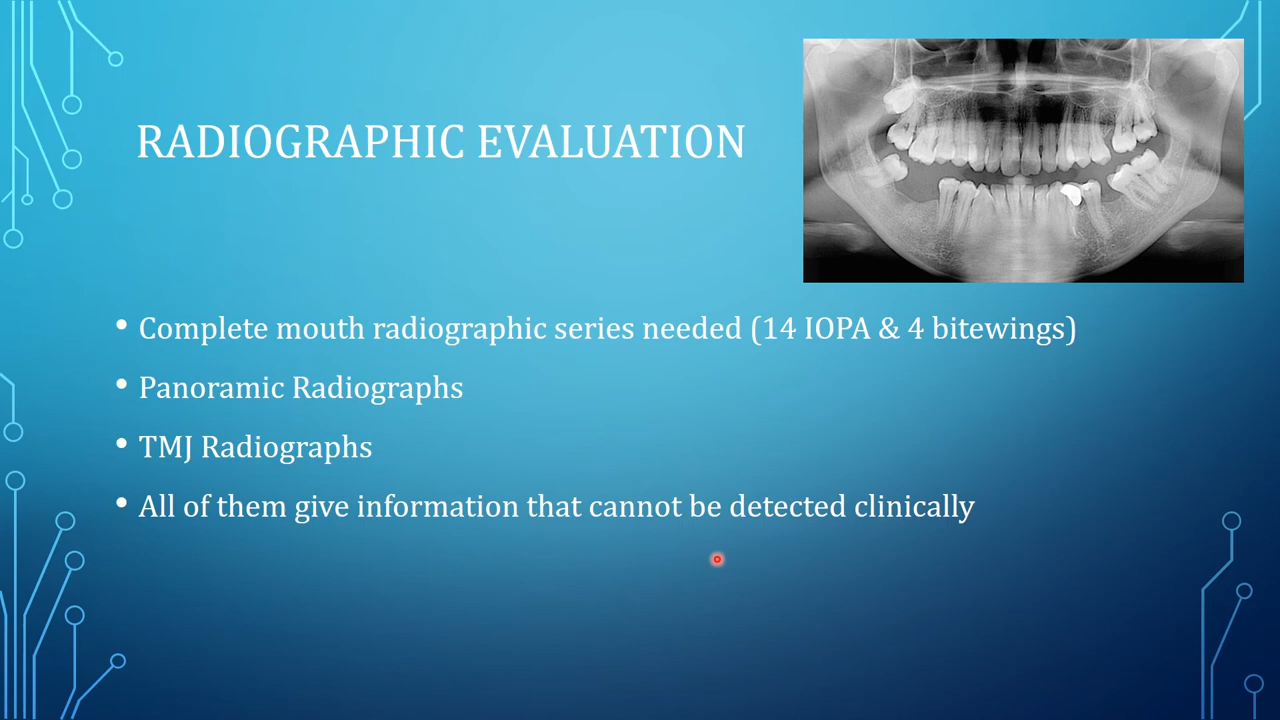 RADIOGRAPHIC EVALUATION
• Complete mouth radiographic series needed (14 IOPA & 4 bitewings)
• Panoramic Radiographs
• TMJ Radiographs
• All of them give information that cannot be detected clinically